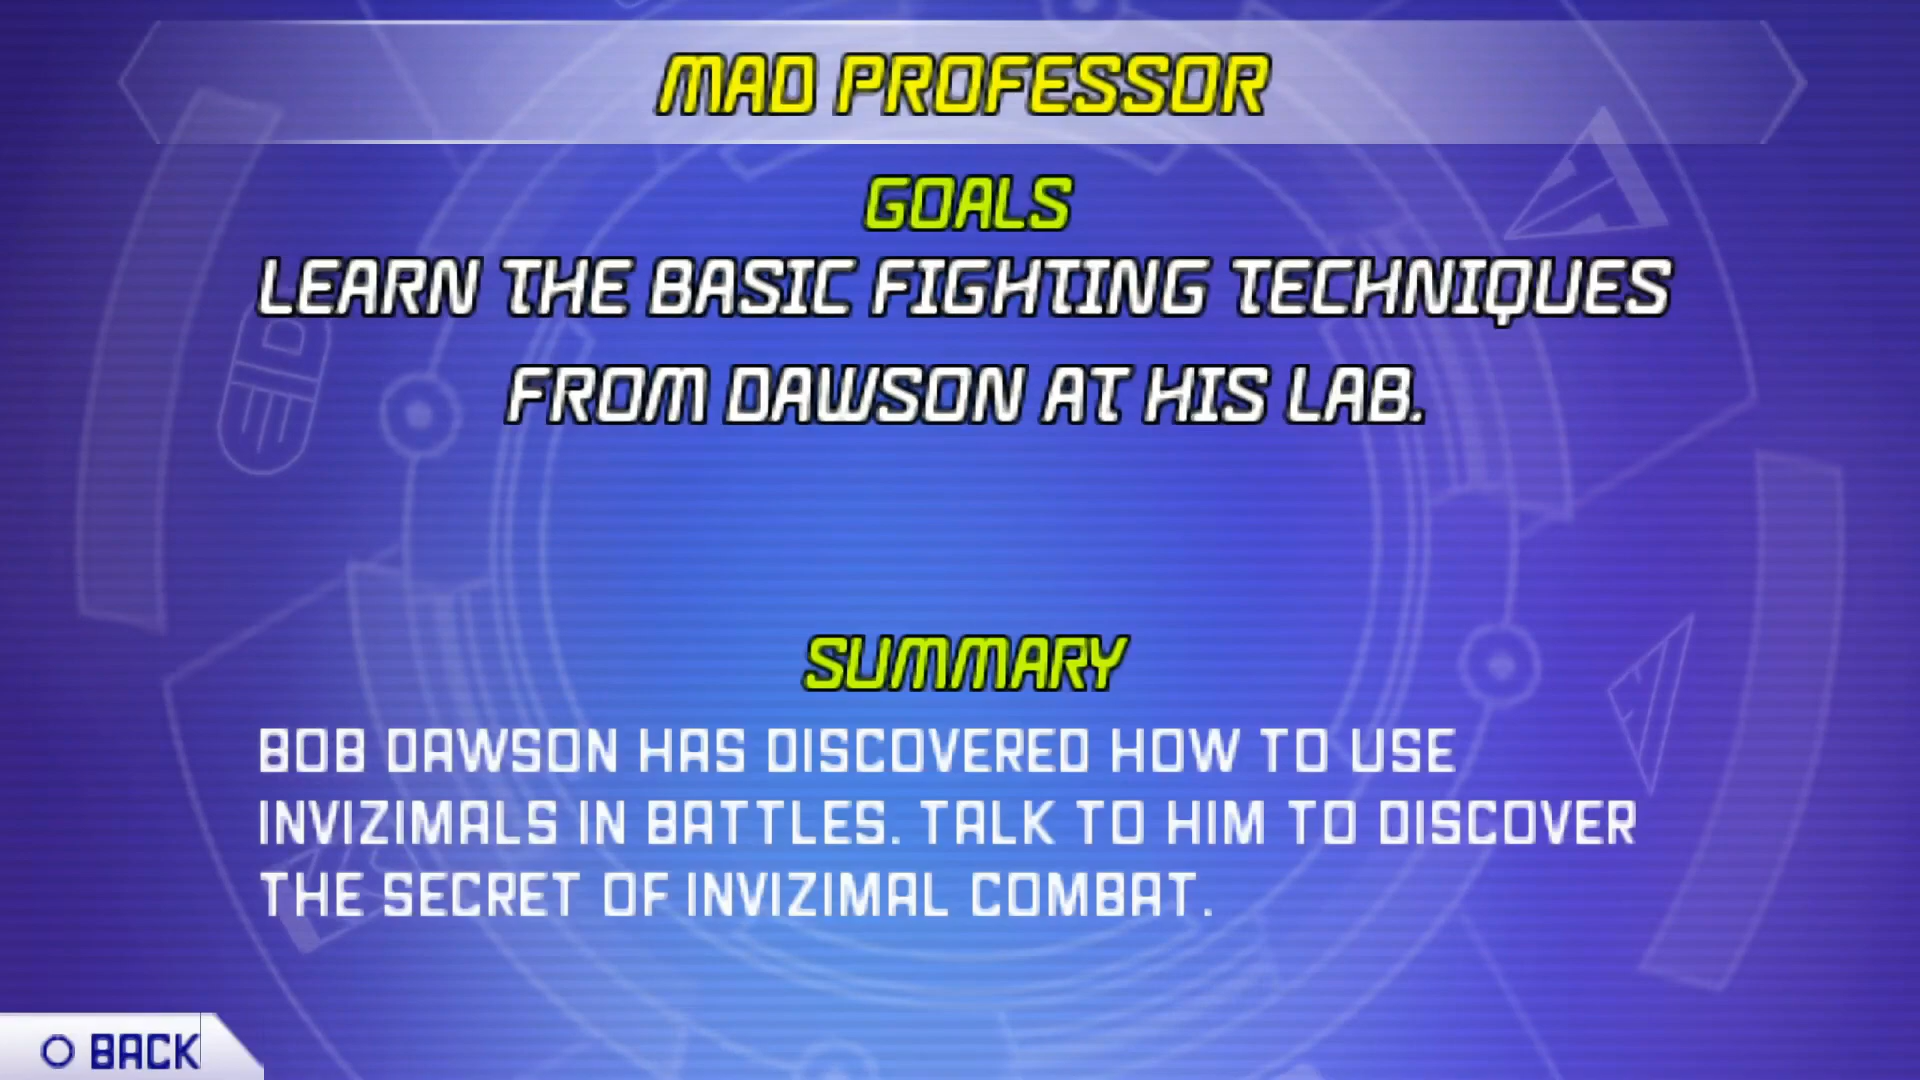 MAD PROFESSOR
GOALS
LEARN THE BASIC FIGHTING TECHNIQUES
FROM DAWSON AT HIS LAB.
SUMMARY
BOB DAWSON HAS DISCOVERED HOW TO USE
INVIZIMALS IN BATTLES. TALK TO HIM TO DISCOVER
THE SECRET OF INVIZIMAL COMBAT.
BACK